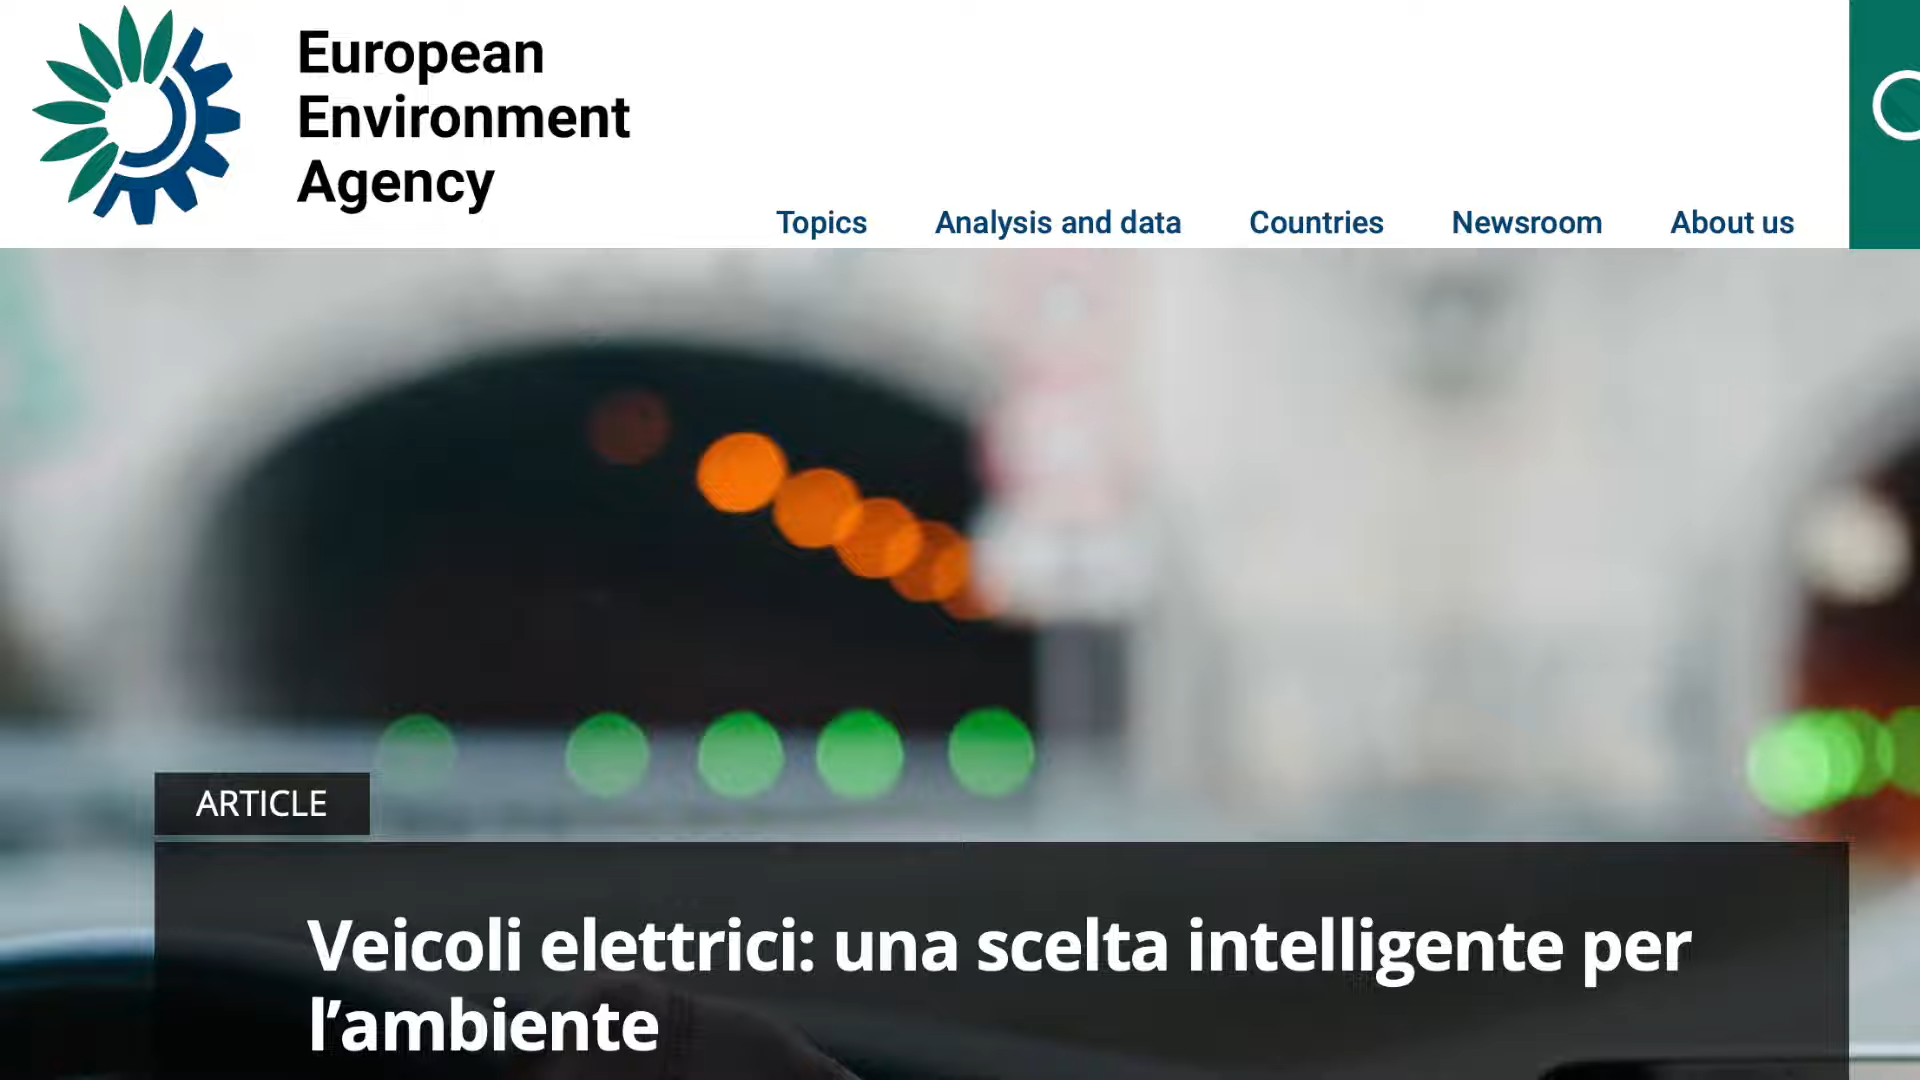 European
Environment
Agency
Topics Analysis and data Countries Newsroom About us
ARTICLE
Veicoli elettrici: una scelta intelligente per
l’ambiente